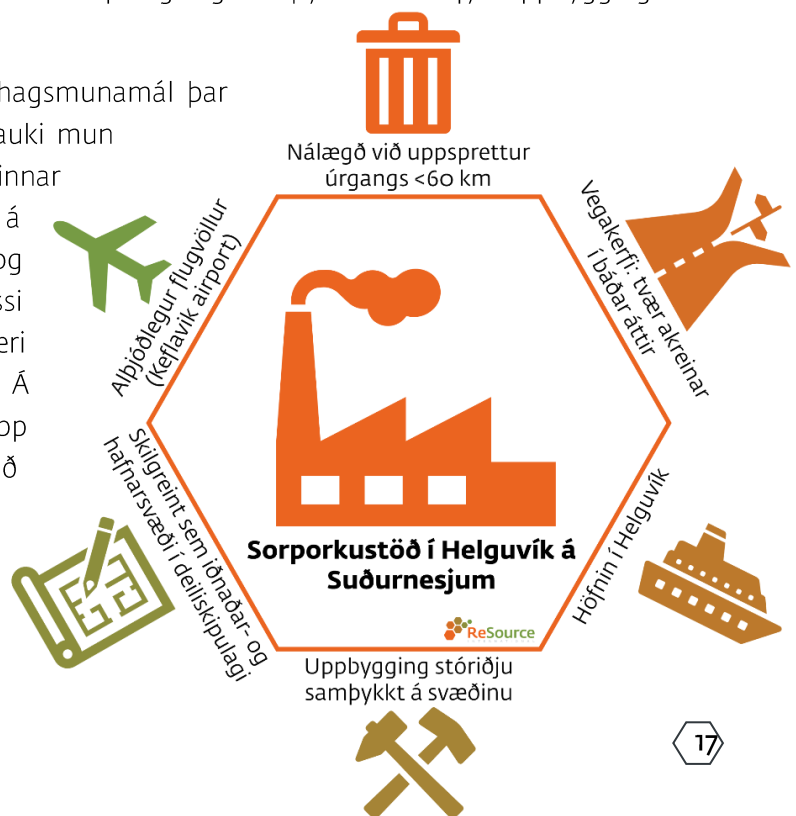 hagsmunamál þar
auki mun
innar
á
og
ssi
eri
Á
pp
ð
Nálægð við uppsprettur
úrgangs <60 km
Vegakerfi: tvær akreinar
í báðar áttir
Höfnin í Helguvík
Uppbygging stóriðju
samþykkt á svæðinu
Skilgreint sem iðnaðar- og
hafnarsvæði í deiliskipulagi
Alþjóðlegur flugvöllur
(Keflavik airport)
Sorporkustöð í Helguvík á
Suðurnesjum
ReSource
17